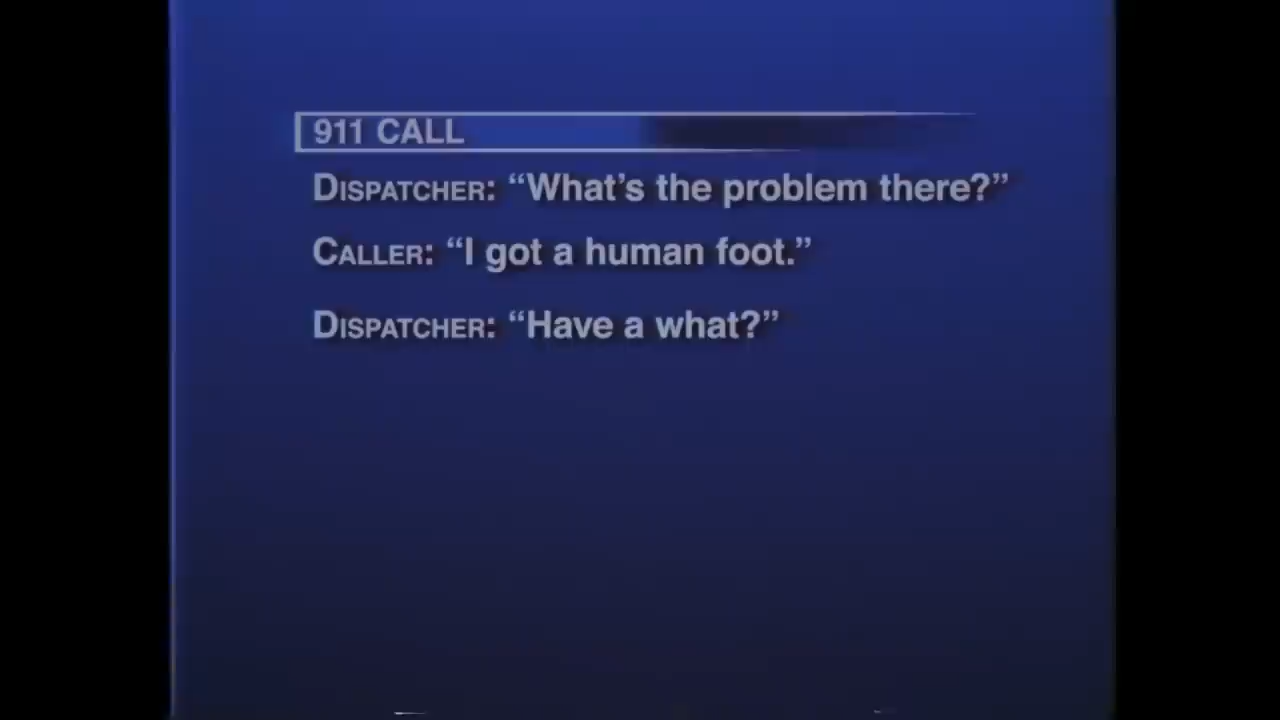 911 CALL
DISPATCHER: “What’s the problem there?”
CALLER: “I got a human foot.”
DISPATCHER: “Have a what?”